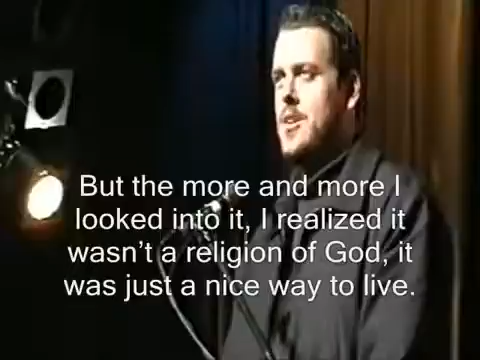 But the more and more I
looked into it, I realized it
wasn't a religion of God, it
was just a nice way to live.